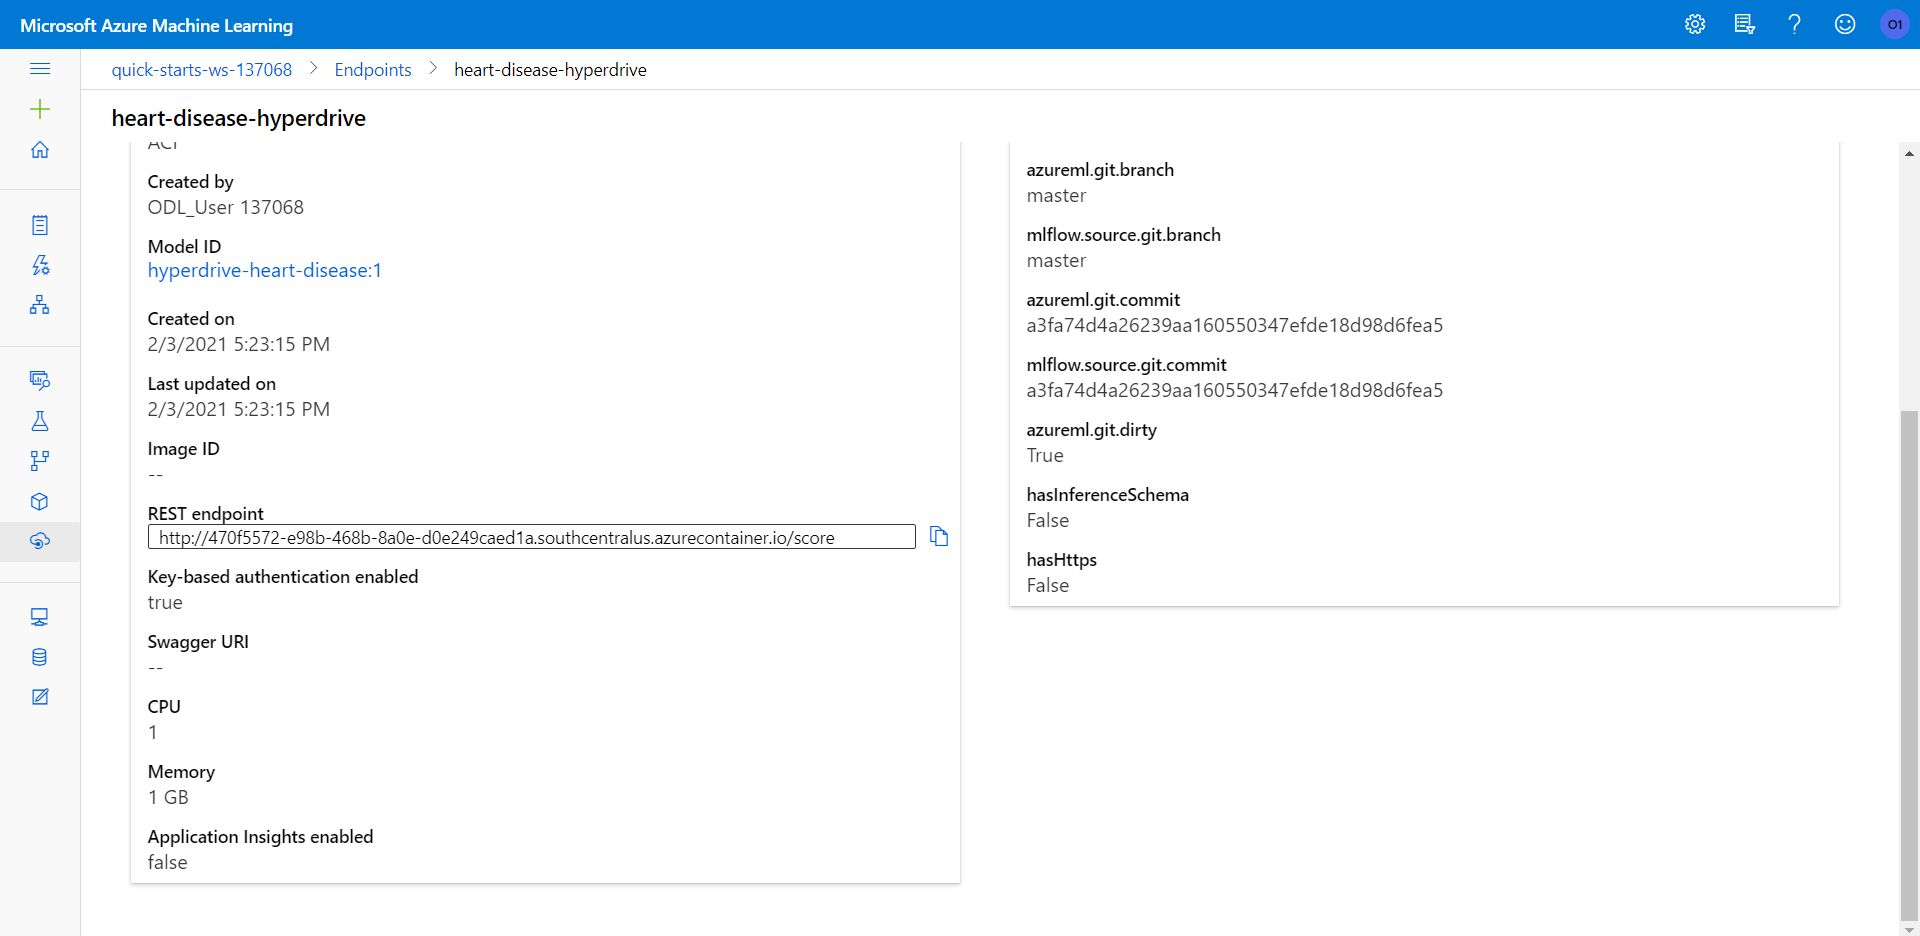 Microsoft Azure Machine Learning
O1
quick-starts-ws-137068 > Endpoints > heart-disease-hyperdrive
heart-disease-hyperdrive
ACI
Created by
ODL_User 137068
Model ID
hyperdrive-heart-disease:1
Created on
2/3/2021 5:23:15 PM
Last updated on
2/3/2021 5:23:15 PM
Image ID
--
REST endpoint
http://470f5572-e98b-468b-8a0e-d0e249caed1a.southcentralus.azurecontainer.io/score
Key-based authentication enabled
true
Swagger URI
--
CPU
1
Memory
1 GB
Application Insights enabled
false
azureml.git.branch
master
mlflow.source.git.branch
master
azureml.git.commit
a3fa74d4a26239aa160550347efde18d98d6fea5
mlflow.source.git.commit
a3fa74d4a26239aa160550347efde18d98d6fea5
azureml.git.dirty
True
hasInferenceSchema
False
hasHttps
False